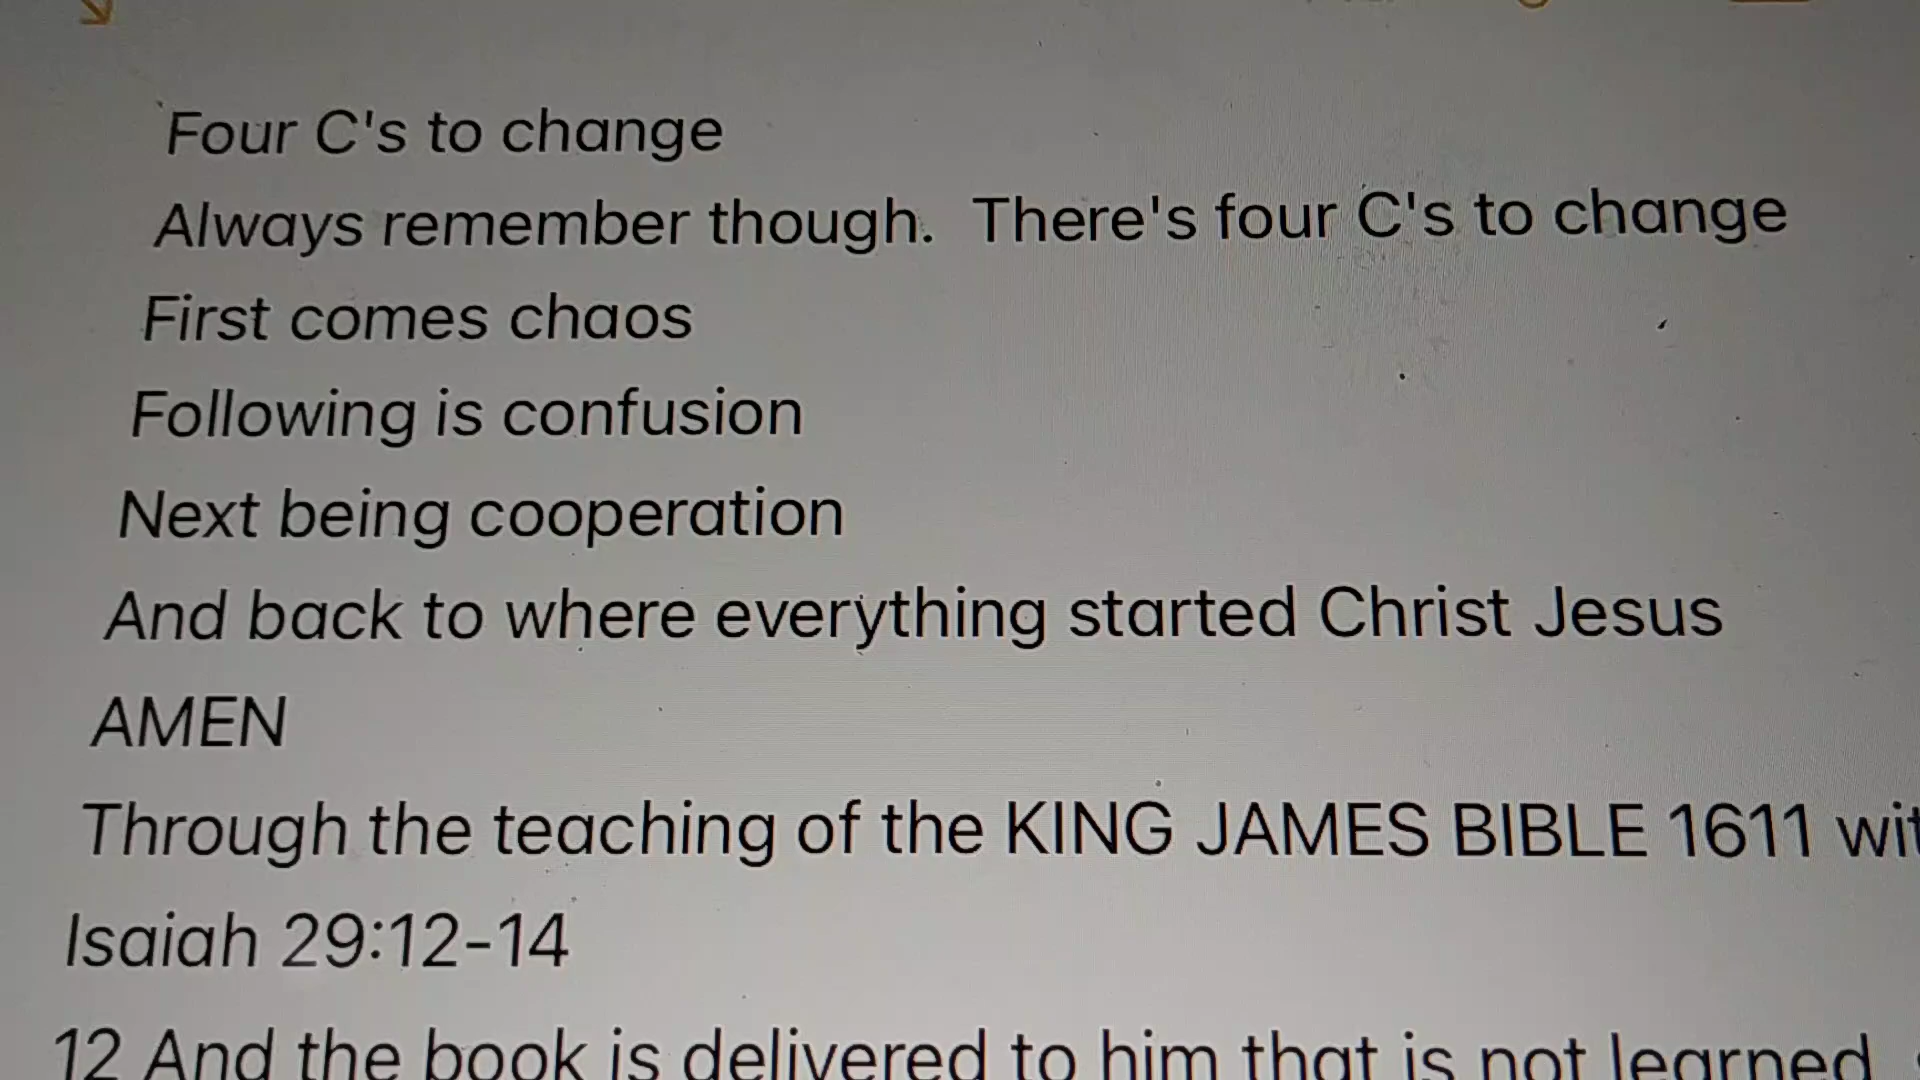 Four C's to change
Always remember though.  There's four C's to change
First comes chaos
Following is confusion
Next being cooperation
And back to where everything started Christ Jesus
AMEN
Through the teaching of the KING JAMES BIBLE 1611
Isaiah 29:12-14
12 And the book is delivered to him that is not learned